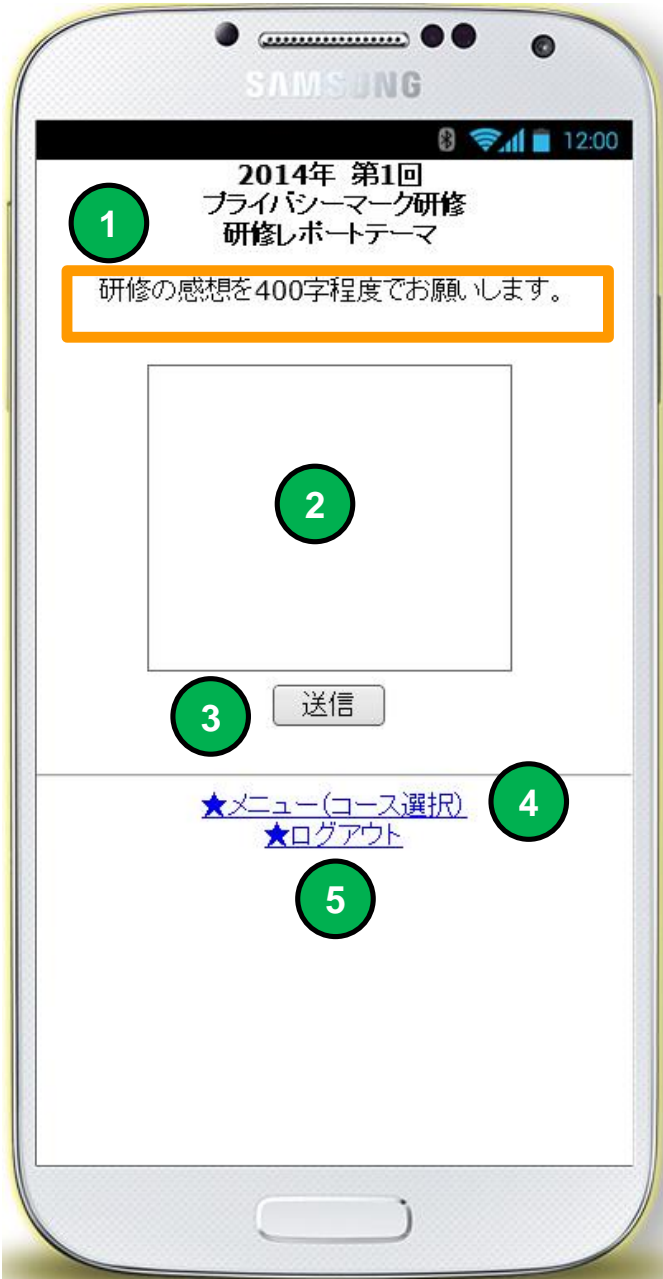 SAMSUNG
12:00
2014年 第1回
プライバシーマーク研修
研修レポートテーマ
1
研修の感想を400字程度でお願いします。
2
3
送信
★メニュー(コース選択)
4
★ログアウト
5